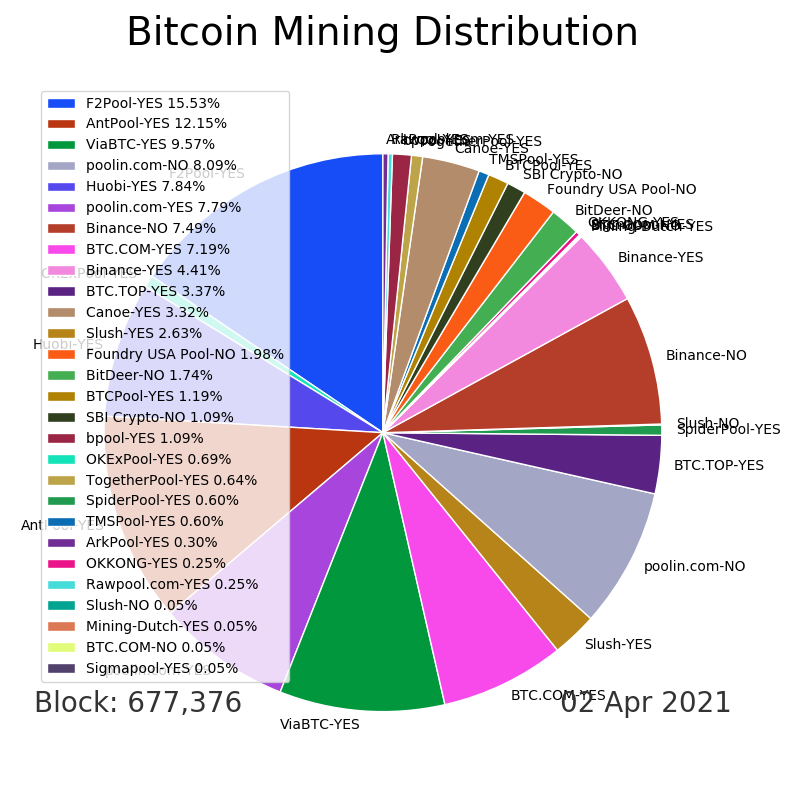 Bitcoin Mining Distribution
F2Pool-YES 15.53%
AntPool-YES 12.15%
ViaBTC-YES 9.57%
poolin.com-NO 8.09%
Huobi-YES 7.84%
poolin.com-YES 7.79%
Binance-NO 7.49%
BTC.COM-YES 7.19%
Binance-YES 4.41%
BTC.TOP-YES 3.37%
Canoe-YES 3.32%
Slush-YES 2.63%
Foundry USA Pool-NO 1.98%
BitDeer-NO 1.74%
BTCPool-YES 1.19%
SBI Crypto-NO 1.09%
bpool-YES 1.09%
OKExPool-YES 0.69%
TogetherPool-YES 0.64%
SpiderPool-YES 0.60%
TMSPool-YES 0.60%
ArkPool-YES 0.30%
OKKONG-YES 0.25%
Rawpool.com-YES 0.25%
Slush-NO 0.05%
Mining-Dutch-YES 0.05%
BTC.COM-NO 0.05%
Sigmapool-YES 0.05%
Canoe-YES
TMSPool-YES
BTCPool-YES
SBI Crypto-NO
Foundry USA Pool-NO
BitDeer-NO
OKKONG-YES
Mining-Dutch-YES
Binance-YES
Binance-NO
Slush-NO
SpiderPool-YES
BTC.TOP-YES
poolin.com-NO
Slush-YES
BTC.COM-YES
ViaBTC-YES
F2Pool-YES
Huobi-YES
Block: 677,376
02 Apr 2021